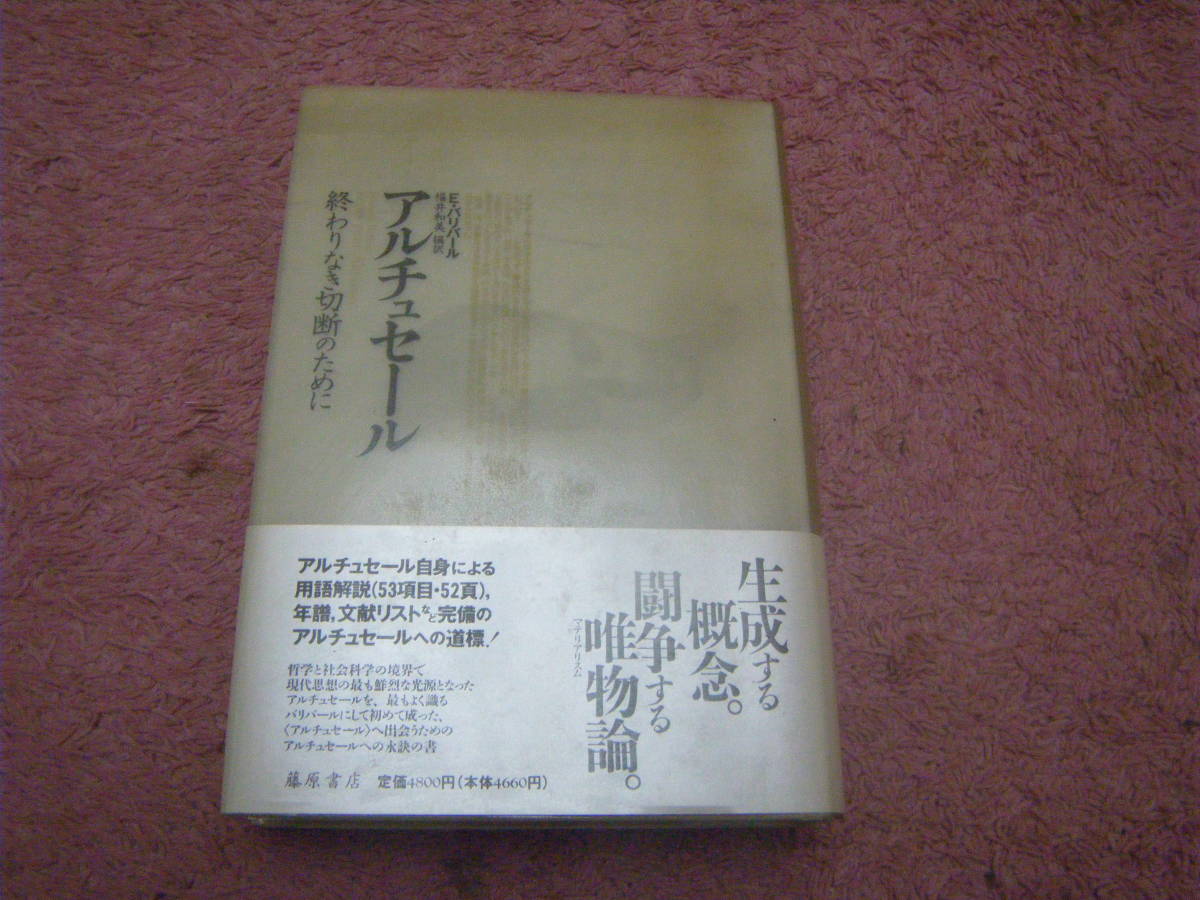 E・バリバール
福井和美 編訳
アルチュセール
終わりなき切断のために
生成する
概念。
闘争する
唯物論。
マテリアリスム
アルチュセール自身による
用語解説(53項目・52頁),
年譜,文献リストなど完備の
アルチュセールへの道標!
哲学と社会科学の境界で
現代思想の最も鮮烈な光源となった
アルチュセールを、最もよく識る
バリバールにして初めて成った、
〈アルチュセール〉へ出会うための
アルチュセールへの永訣の書
藤原書店 定価4800円(本体4660円)